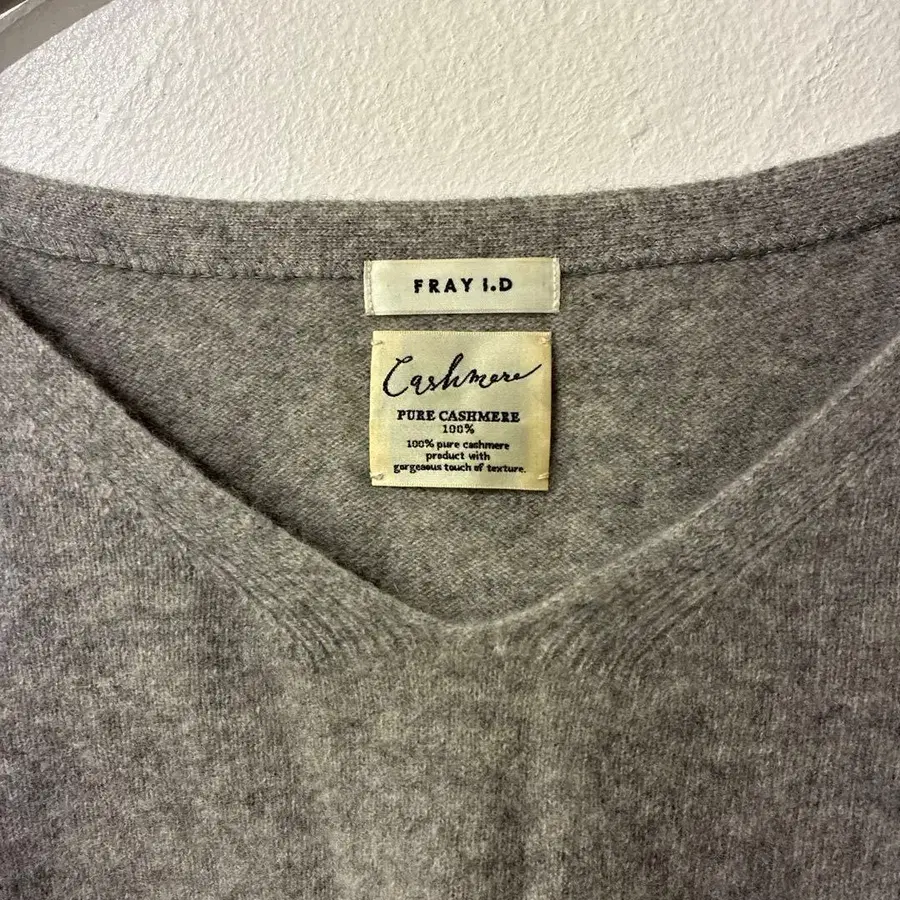 FRAY I.D
Cashmere
PURE CASHMERE
100%
100% pure cashmere
product with
gorgeous touch of texture.